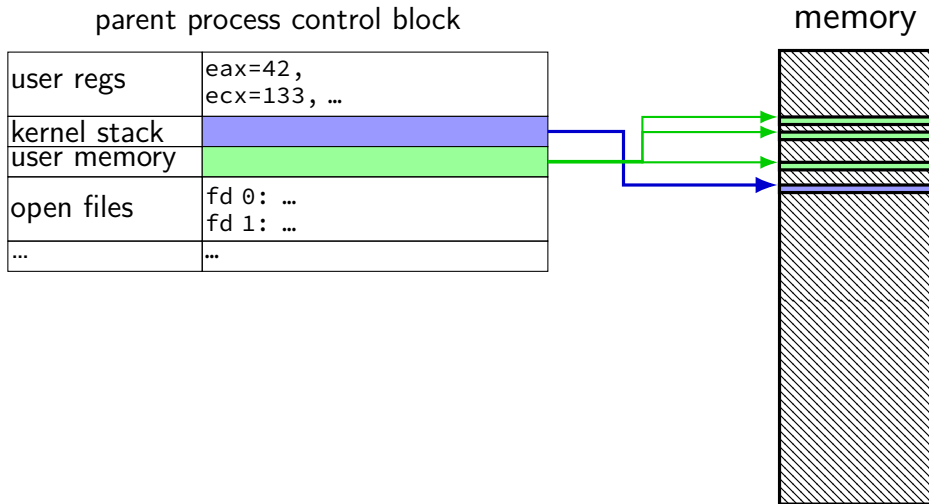 parent process control block
memory
user regs
eax=42,
ecx=133, …
kernel stack
user memory
open files
fd 0: …
fd 1: …
… …